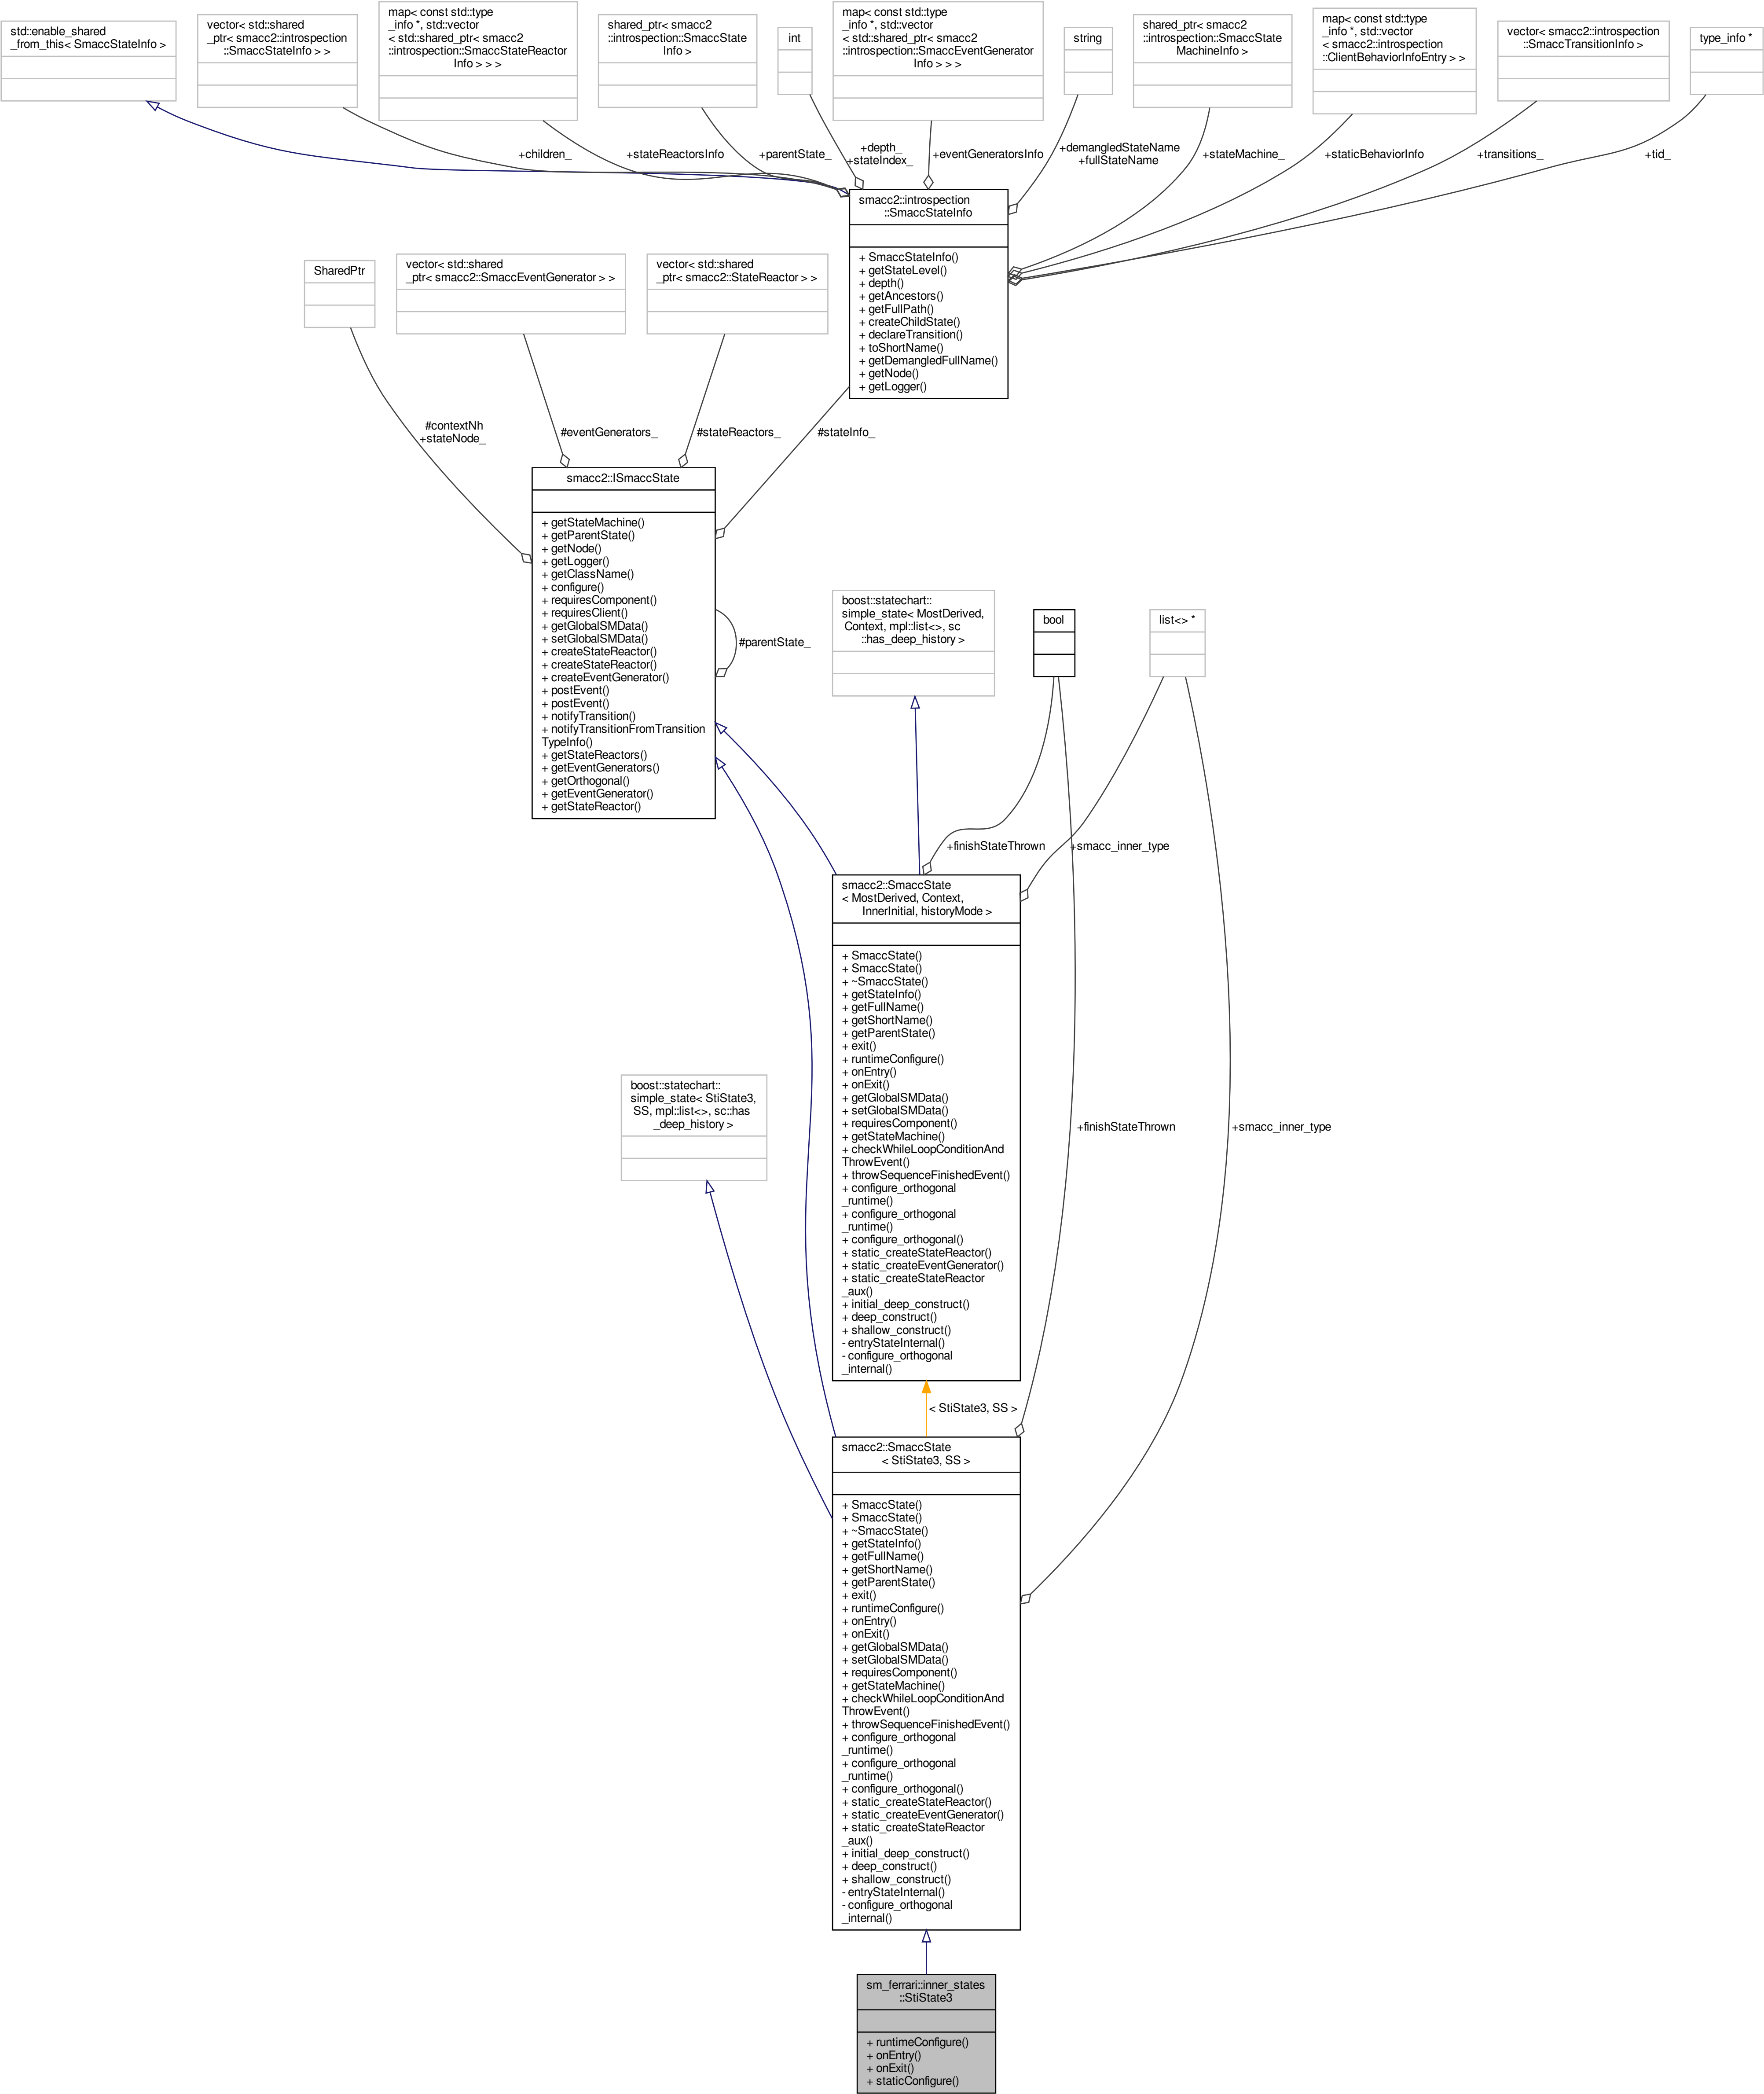 std::enable_shared
_from_this< SmaccStateInfo >
vector< std::shared
_ptr< smacc2::introspection
::SmaccStateInfo > >
map< const std::type
_info *, std::vector
< std::shared_ptr< smacc2
::introspection::SmaccStateReactor
Info > > >
shared_ptr< smacc2
::introspection::SmaccState
Info >
int
map< const std::type
_info *, std::vector
< std::shared_ptr< smacc2
::introspection::SmaccEventGenerator
Info > > >
string
shared_ptr< smacc2
::introspection::SmaccState
MachineInfo >
map< const std::type
_info *, std::vector
< smacc2::introspection
::ClientBehaviorInfoEntry > >
vector< smacc2::introspection
::SmaccTransitionInfo >
type_info *
+children_
+stateReactorsInfo
+parentState_
+depth_
+stateIndex_
+eventGeneratorsInfo
+demangledStateName
+fullStateName
+stateMachine_
+staticBehaviorInfo
+transitions_
+tid_
smacc2::introspection
::SmaccStateInfo
+ SmaccStateInfo()
+ getStateLevel()
+ depth()
+ getAncestors()
+ getFullPath()
+ createChildState()
+ declareTransition()
+ toShortName()
+ getDemangledFullName()
+ getNode()
+ getLogger()
SharedPtr
vector< std::shared
_ptr< smacc2::SmaccEventGenerator > >
vector< std::shared
_ptr< smacc2::StateReactor > >
#contextNh
+stateNode_
#eventGenerators_
#stateReactors_
#stateInfo_
smacc2::ISmaccState
+ getStateMachine()
+ getParentState()
+ getNode()
+ getLogger()
+ getClassName()
+ configure()
+ requiresComponent()
+ requiresClient()
+ getGlobalSMData()
+ setGlobalSMData()
+ createStateReactor()
+ createStateReactor()
+ createEventGenerator()
+ postEvent()
+ postEvent()
+ notifyTransition()
+ notifyTransitionFromTransition
TypeInfo()
+ getStateReactors()
+ getEventGenerators()
+ getOrthogonal()
+ getEventGenerator()
+ getStateReactor()
#parentState_
boost::statechart::
simple_state< MostDerived,
Context, mpl::list<>, sc
::has_deep_history >
bool
list<> *
+finishStateThrown
+smacc_inner_type
smacc2::SmaccState
< MostDerived, Context,
InnerInitial, historyMode >
+ SmaccState()
+ SmaccState()
+ ~SmaccState()
+ getStateInfo()
+ getFullName()
+ getShortName()
+ getParentState()
+ exit()
+ runtimeConfigure()
+ onEntry()
+ onExit()
+ getGlobalSMData()
+ setGlobalSMData()
+ requiresComponent()
+ getStateMachine()
+ checkWhileLoopConditionAnd
ThrowEvent()
+ throwSequenceFinishedEvent()
+ configure_orthogonal
_runtime()
+ configure_orthogonal
_runtime()
+ configure_orthogonal()
+ static_createStateReactor()
+ static_createEventGenerator()
+ static_createStateReactor
_aux()
+ initial_deep_construct()
+ deep_construct()
+ shallow_construct()
- entryStateInternal()
- configure_orthogonal
_internal()
boost::statechart::
simple_state< StiState3,
SS, mpl::list<>, sc::has
_deep_history >
+finishStateThrown
+smacc_inner_type
< StiState3, SS >
smacc2::SmaccState
< StiState3, SS >
+ SmaccState()
+ SmaccState()
+ ~SmaccState()
+ getStateInfo()
+ getFullName()
+ getShortName()
+ getParentState()
+ exit()
+ runtimeConfigure()
+ onEntry()
+ onExit()
+ getGlobalSMData()
+ setGlobalSMData()
+ requiresComponent()
+ getStateMachine()
+ checkWhileLoopConditionAnd
ThrowEvent()
+ throwSequenceFinishedEvent()
+ configure_orthogonal
_runtime()
+ configure_orthogonal
_runtime()
+ configure_orthogonal()
+ static_createStateReactor()
+ static_createEventGenerator()
+ static_createStateReactor
_aux()
+ initial_deep_construct()
+ deep_construct()
+ shallow_construct()
- entryStateInternal()
- configure_orthogonal
_internal()
sm_ferrari::inner_states
::StiState3
+ runtimeConfigure()
+ onEntry()
+ onExit()
+ staticConfigure()